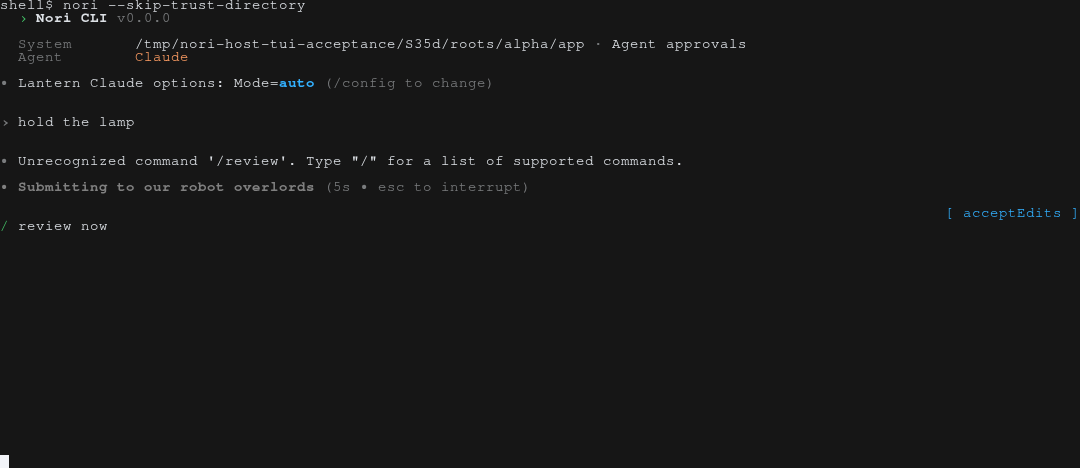 shell$ nori --skip-trust-directory
› Nori CLI v0.0.0
System /tmp/nori-host-tui-acceptance/S35d/roots/alpha/app · Agent approvals
Agent Claude
• Lantern Claude options: Mode=auto (/config to change)
› hold the lamp
• Unrecognized command '/review'. Type "/" for a list of supported commands.
• Submitting to our robot overlords (5s • esc to interrupt)
[ acceptEdits ]
/ review now